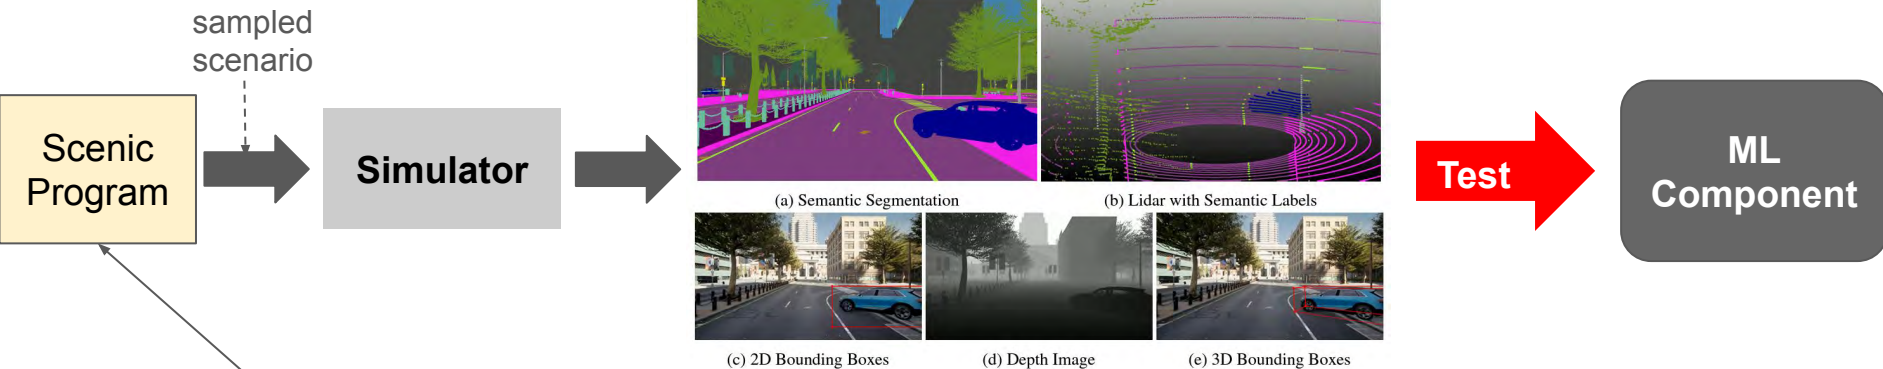 sampled
scenario
Scenic
Program
Simulator
(a) Semantic Segmentation
(b) Lidar with Semantic Labels
(c) 2D Bounding Boxes
(d) Depth Image
(e) 3D Bounding Boxes
Test
ML
Component